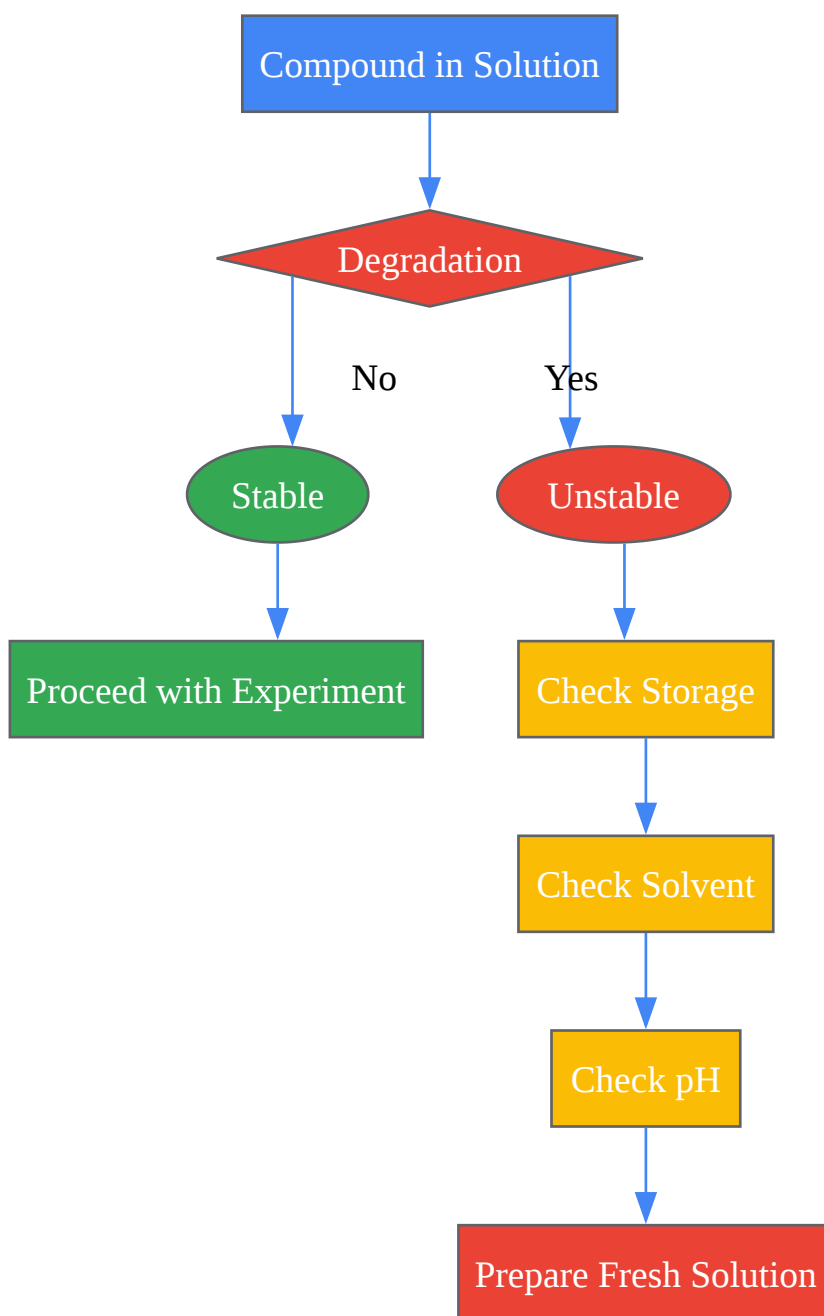 Compound in Solution
Degradation
No
Yes
Stable
Unstable
Proceed with Experiment
Check Storage
Check Solvent
Check pH
Prepare Fresh Solution